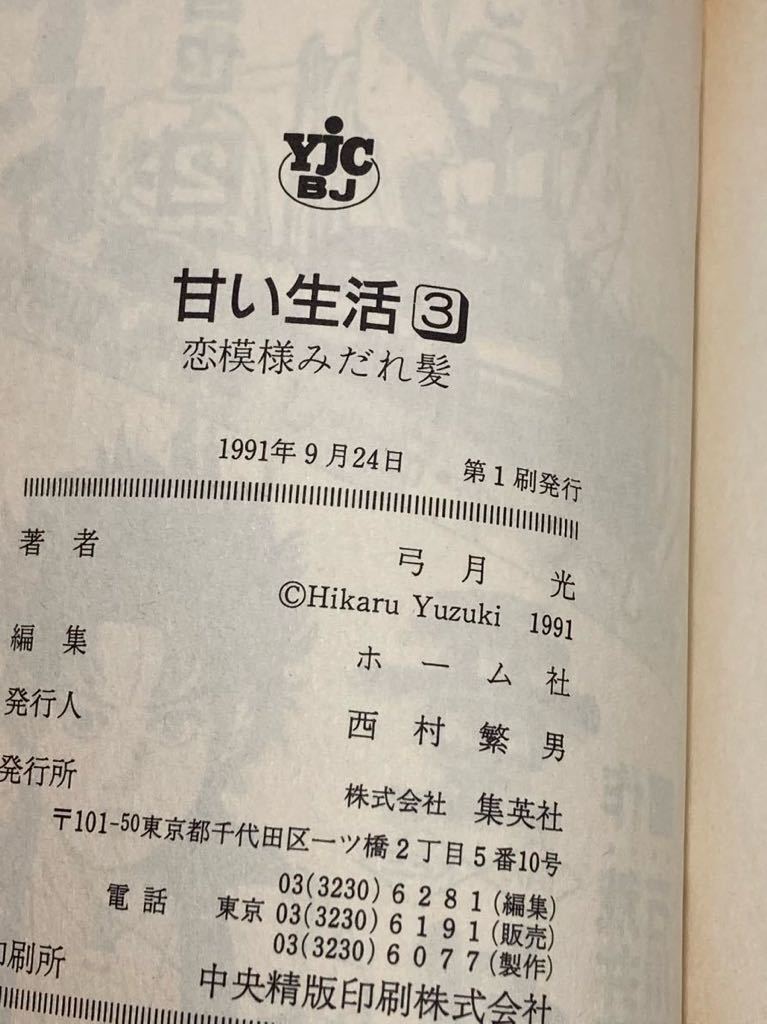 YJC
BJ
甘い生活 3
恋模様みだれ髪
1991年9月24日 第1刷発行
著者 弓月光
©Hikaru Yuzuki 1991
編集 ホーム社
発行人 西村繁男
発行所 株式会社 集英社
〒101-50東京都千代田区一ツ橋2丁目5番10号
03(3230)6281(編集)
電話 東京 03(3230)6191(販売)
03(3230)6077(製作)
印刷所 中央精版印刷株式会社